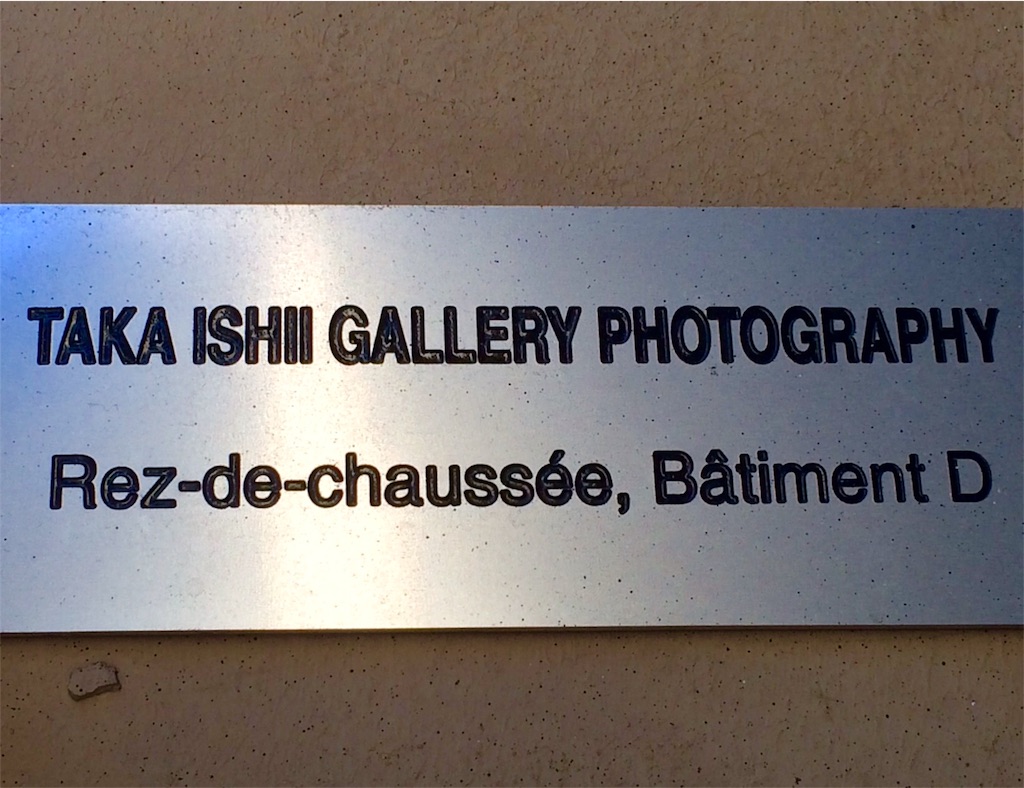 TAKA ISHII GALLERY PHOTOGRAPHY
Rez-de-chaussée, Bâtiment D